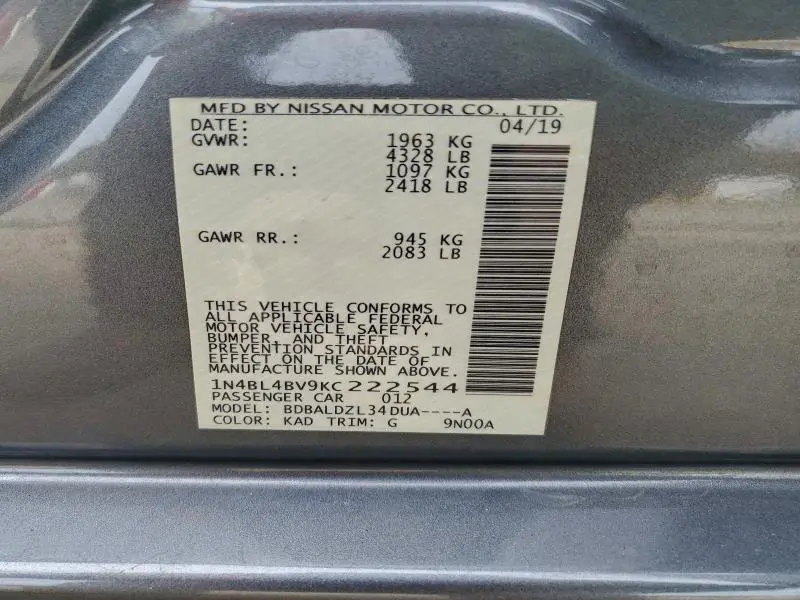 MFD BY NISSAN MOTOR CO., LTD.
DATE: 04/19
GVWR: 1963 KG
4328 LB
GAWR FR.: 1097 KG
2418 LB
GAWR RR.: 945 KG
2083 LB
THIS VEHICLE CONFORMS TO
ALL APPLICABLE FEDERAL
MOTOR VEHICLE SAFETY,
BUMPER, AND THEFT
PREVENTION STANDARDS IN
EFFECT ON THE DATE OF
MANUFACTURE SHOWN ABOVE.
1N4BL4BV9KC222544
PASSENGER CAR 012
MODEL: BDBALDZL34DUA----A
COLOR: KAD TRIM: G 9N00A